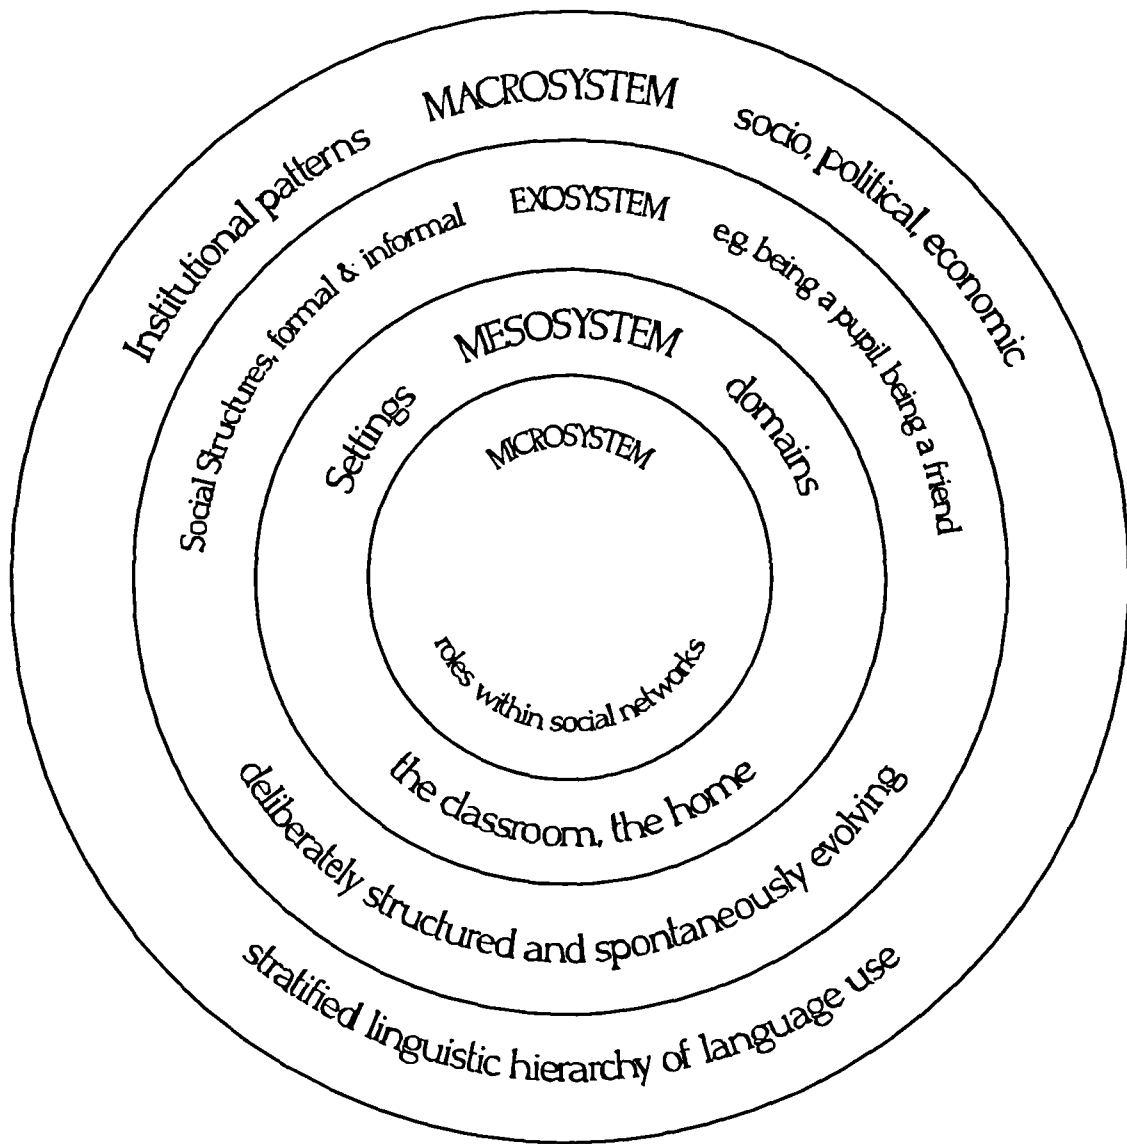 MACROSYSTEM
Institutional patterns
socio, political, economic
EXOSYSTEM
Social Structures, formal & informal
e.g. being a pupil, being a friend
MESOSYSTEM
Settings
domains
MICROSYSTEM
roles within social networks
the classroom, the home
deliberately structured and spontaneously evolving
stratified linguistic hierarchy of language use